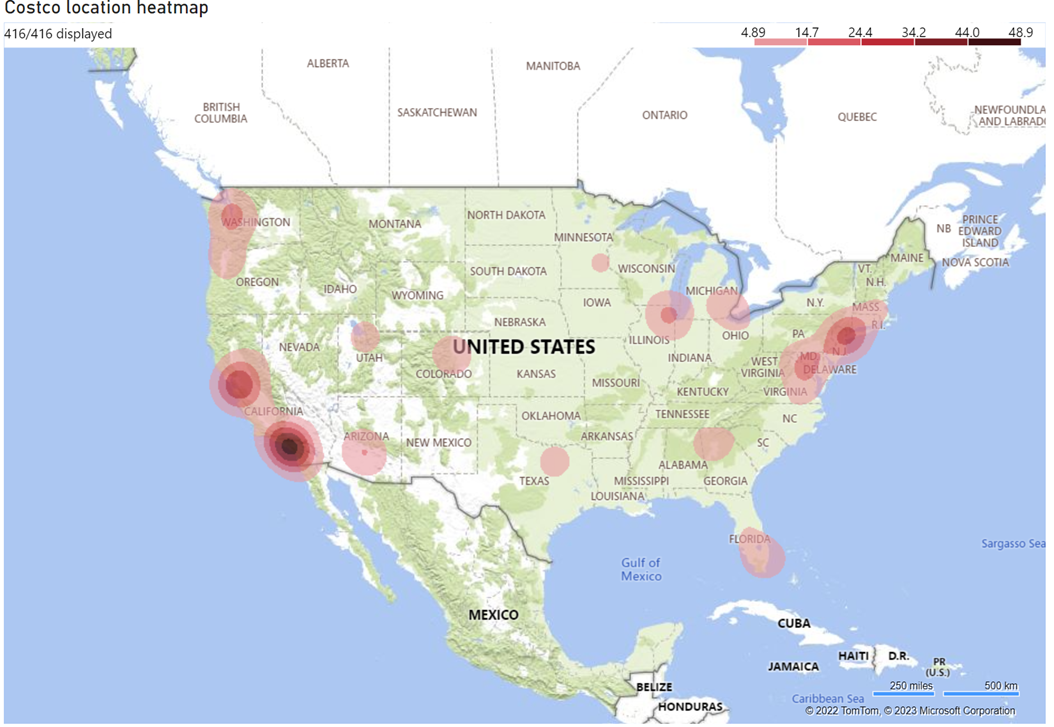 Costco location heatmap
416/416 displayed
4.89 14.7 24.4 34.2 44.0 48.9
ALBERTA
MANITOBA
BRITISH
COLUMBIA
SASKATCHEWAN
ONTARIO
QUEBEC
NEWFOUNDLA
AND LABRAD
WASHINGTON
MONTANA
NORTH DAKOTA
MINNESOTA
NB
PRINCE
EDWARD
ISLAND
NOVA SCOTIA
MAINE
VT.
N.H.
OREGON
IDAHO
WYOMING
SOUTH DAKOTA
WISCONSIN
MICHIGAN
N.Y.
MASS.
R.I.
IOWA
NEBRASKA
ILLINOIS
OHIO
PA
N.J.
NEVADA
UTAH
UNITED STATES
INDIANA
WEST
VIRGINIA
MD
DELAWARE
COLORADO
KANSAS
MISSOURI
KENTUCKY
VIRGINIA
CALIFORNIA
OKLAHOMA
TENNESSEE
NC
ARIZONA
NEW MEXICO
ARKANSAS
SC
TEXAS
MISSISSIPPI
ALABAMA
GEORGIA
LOUISIANA
FLORIDA
Sargasso Sea
Gulf of
Mexico
MEXICO
CUBA
HAITI
D.R.
PR
(U.S.)
JAMAICA
BELIZE
HONDURAS
Caribbean Sea
250 miles 500 km
© 2022 TomTom, © 2023 Microsoft Corporation